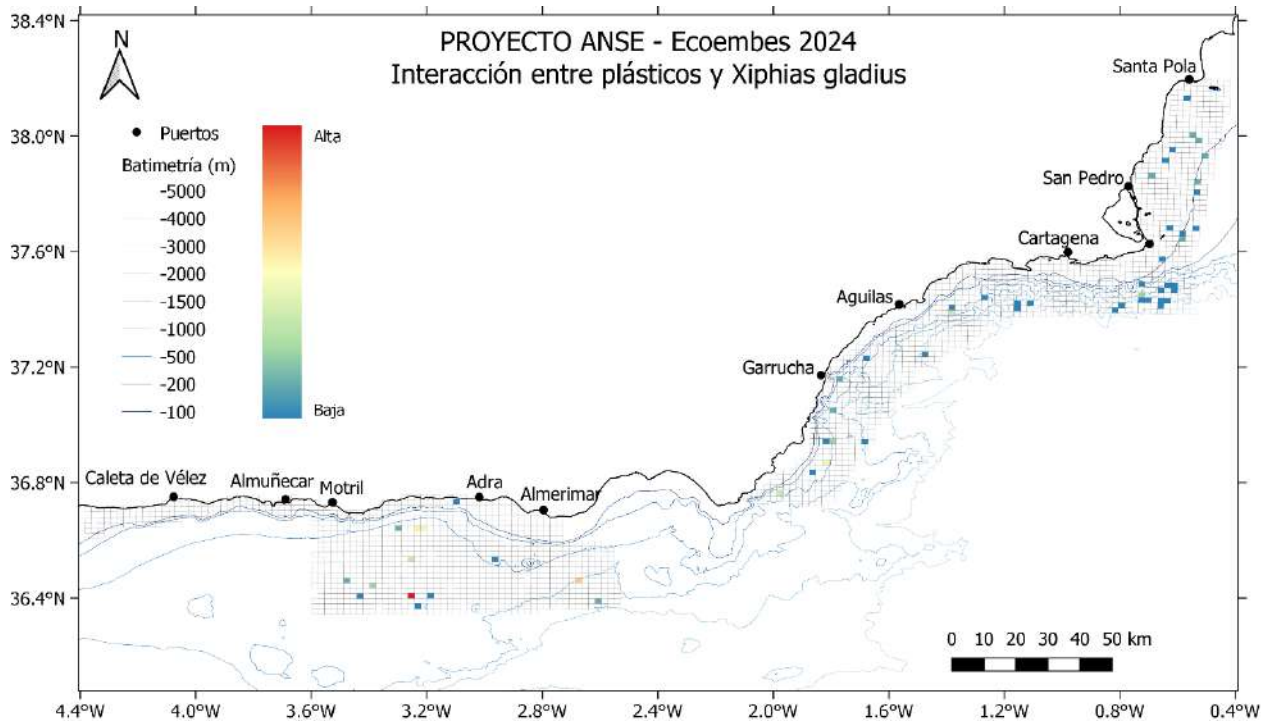 PROYECTO ANSE - Ecoembes 2024
Interacción entre plásticos y Xiphias gladius
N
Puertos
Batimetría (m)
-5000
-4000
-3000
-2000
-1500
-1000
-500
-200
-100
Alta
Baja
Santa Pola
San Pedro
Cartagena
Aguilas
Garrucha
Caleta de Vélez
Almuñecar
Motril
Adra
Almerimar
38.4°N
38.0°N
37.6°N
37.2°N
36.8°N
36.4°N
0 10 20 30 40 50 km
4.4°W 4.0°W 3.6°W 3.2°W 2.8°W 2.4°W 2.0°W 1.6°W 1.2°W 0.8°W 0.4°W